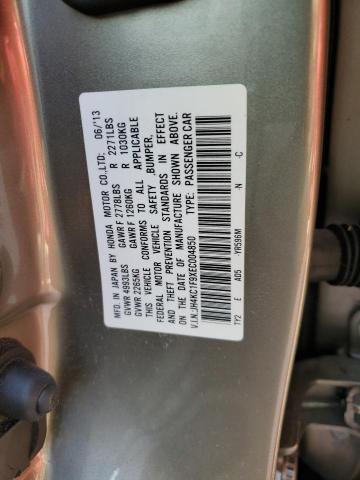 MFD. IN JAPAN BY HONDA MOTOR CO.,LTD. 06/'13
GVWR 4993LBS GAWR F 2778LBS R 2271LBS
GVWR 2265KG GAWR F 1260KG R 1030KG
THIS VEHICLE CONFORMS TO ALL APPLICABLE
FEDERAL MOTOR VEHICLE SAFETY BUMPER,
AND THEFT PREVENTION STANDARDS IN EFFECT
ON THE DATE OF MANUFACTURE SHOWN ABOVE.
V.I.N.:JH4KC1F9XEC004850 TYPE: PASSENGER CAR
TY2 E A05 -YR596M -N -C